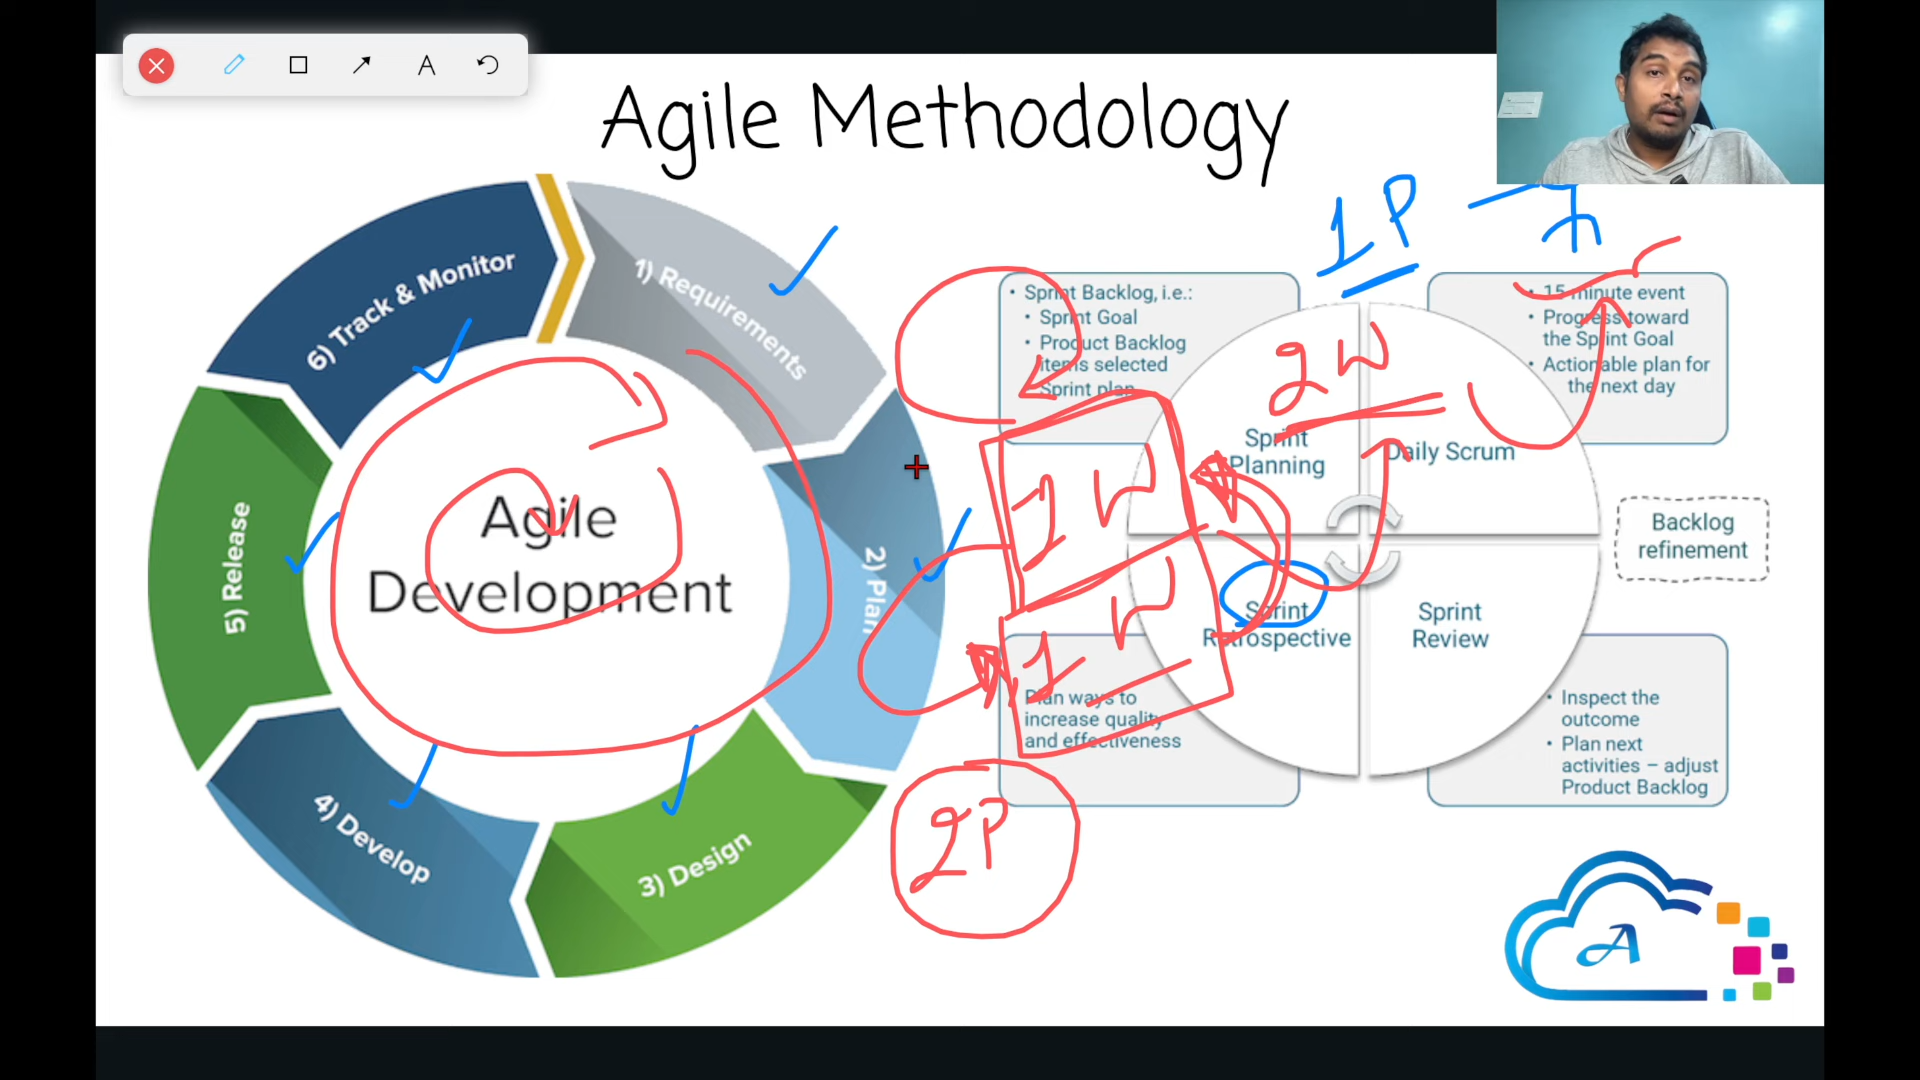 Agile Methodology
1) Requirements
2) Plan
3) Design
4) Develop
5) Release
6) Track & Monitor
Agile
Development
1P
2W
1W
1W
2P
• Sprint Backlog, i.e.:
• Sprint Goal
• Product Backlog
items selected
• Sprint plan
• 15-minute event
• Progress toward
the Sprint Goal
• Actionable plan for
the next day
Sprint
Planning
Daily Scrum
Backlog
refinement
Sprint
Retrospective
Sprint
Review
Plan ways to
increase quality
and effectiveness
• Inspect the
outcome
• Plan next
activities – adjust
Product Backlog
A